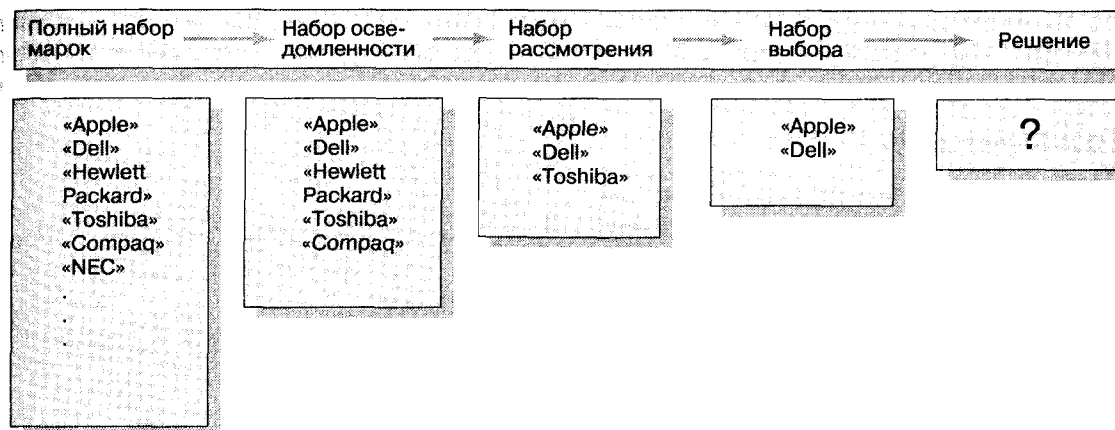 Полный набор
марок
Набор осве-
домленности
Набор
рассмотрения
Набор
выбора
Решение
«Apple»
«Dell»
«Hewlett
Packard»
«Toshiba»
«Compaq»
«NEC»
.
.
.
«Apple»
«Dell»
«Hewlett
Packard»
«Toshiba»
«Compaq»
«Apple»
«Dell»
«Toshiba»
«Apple»
«Dell»
?